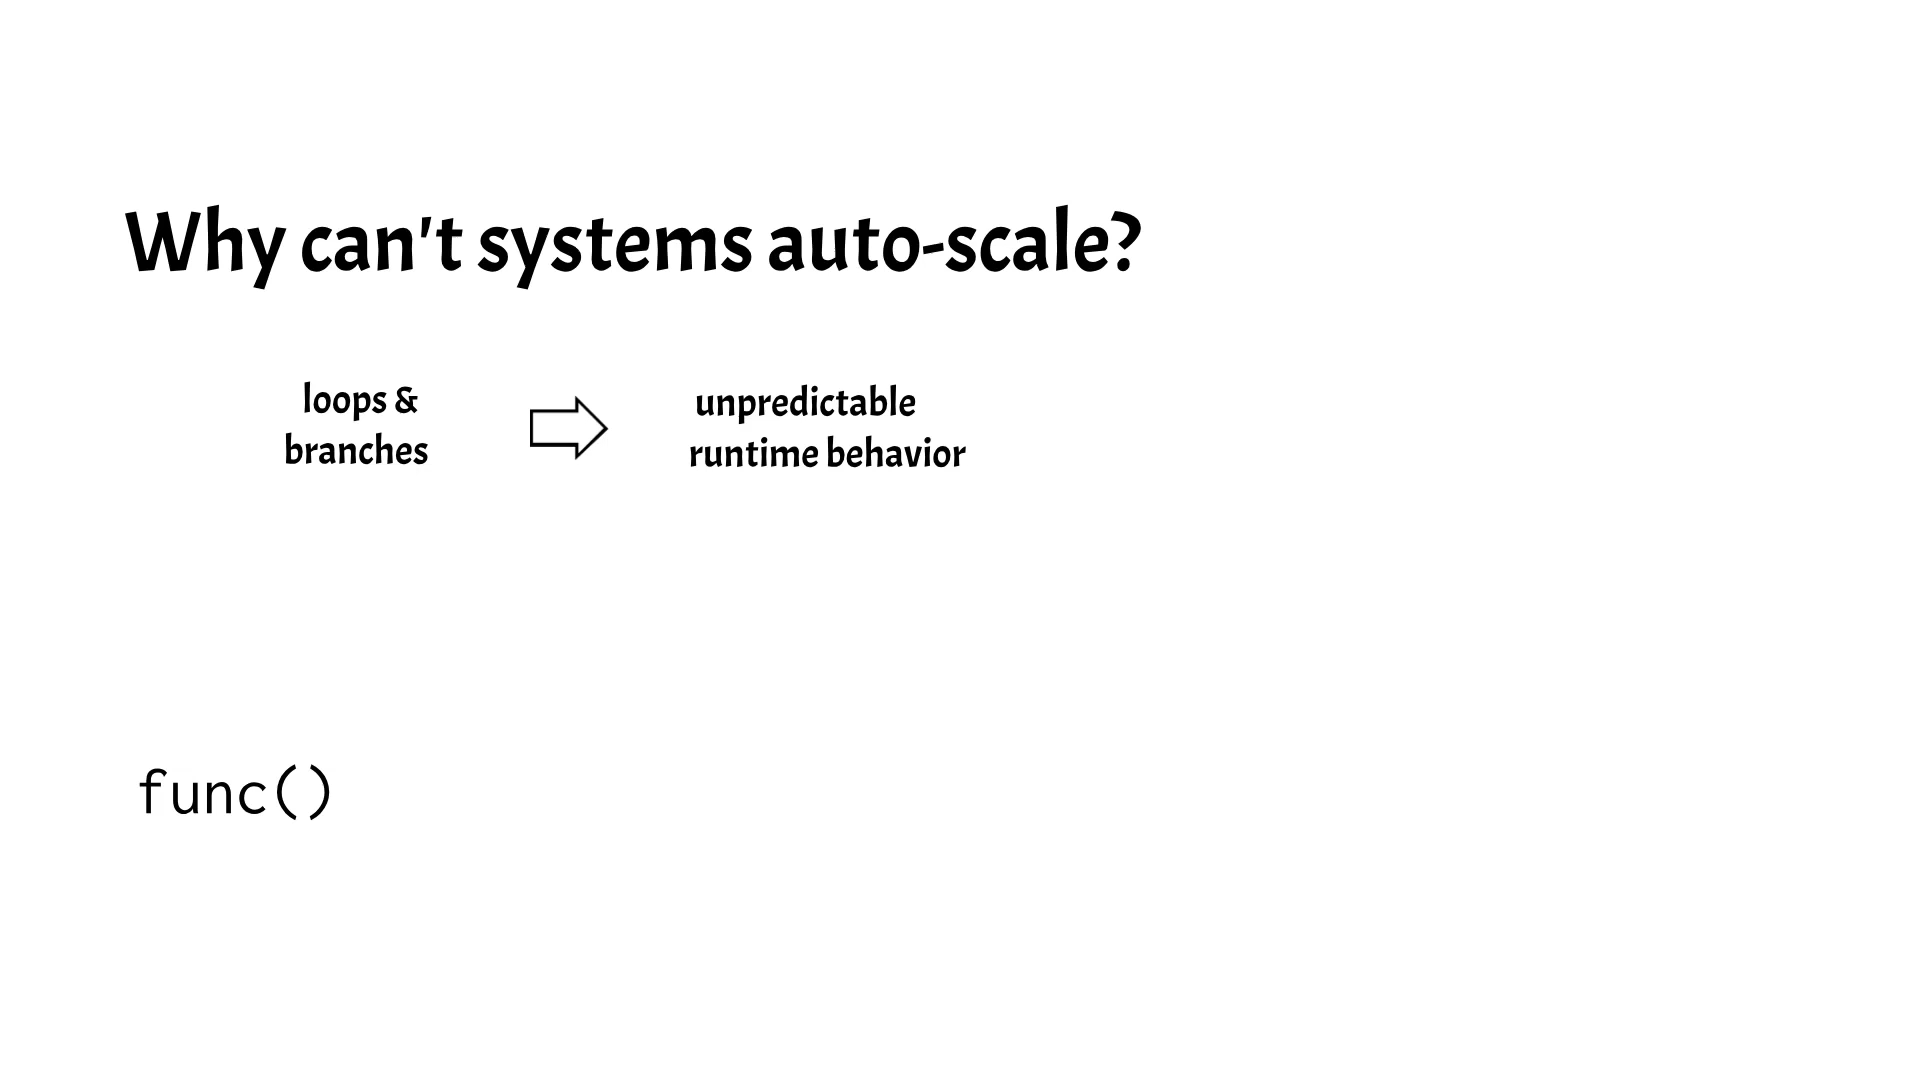 Why can't systems auto-scale?
loops &
branches
unpredictable
runtime behavior
func()